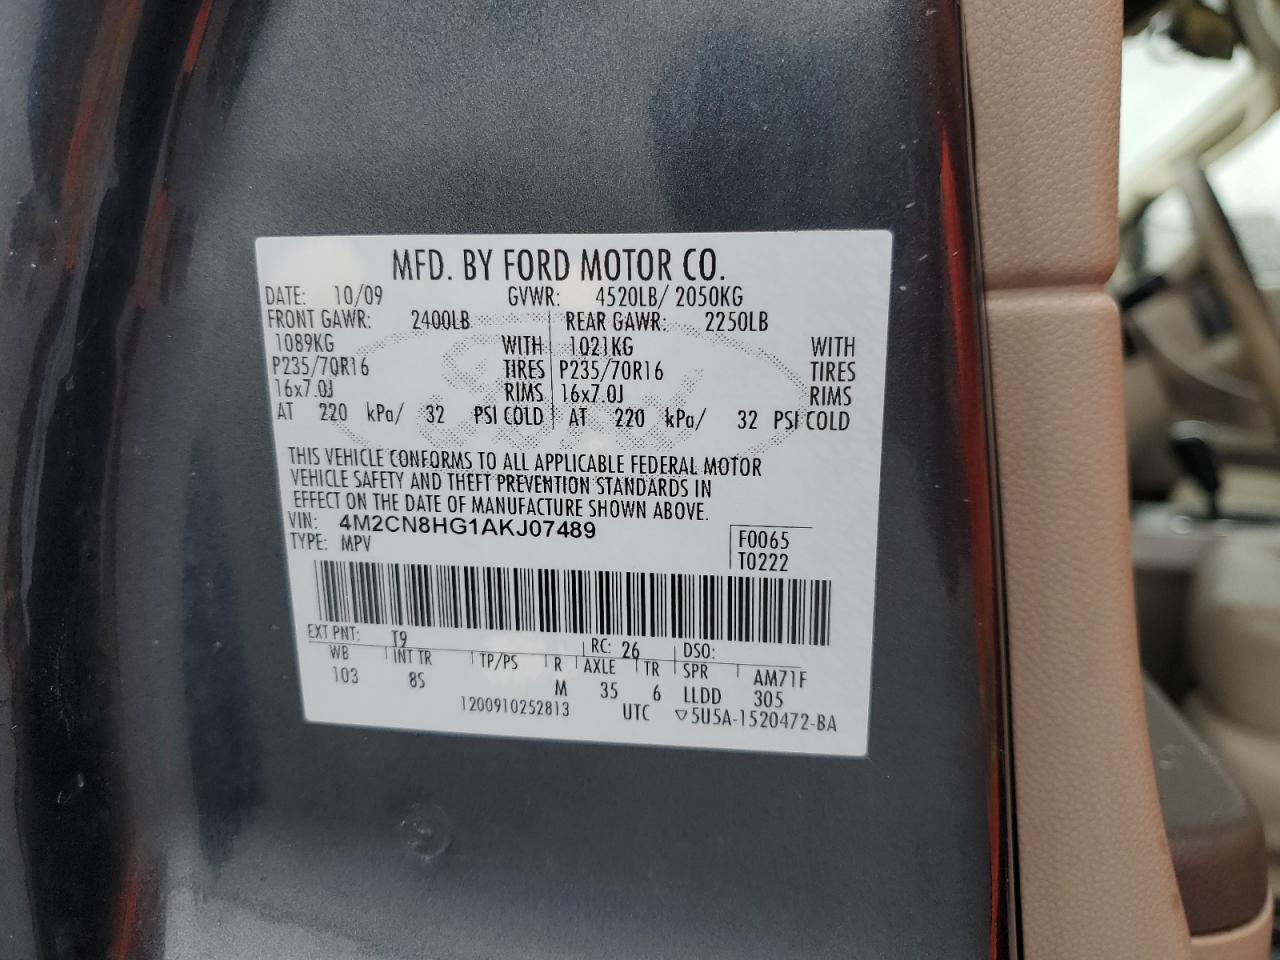 MFD. BY FORD MOTOR CO.
DATE: 10/09 GVWR: 4520LB/ 2050KG
FRONT GAWR: 2400LB REAR GAWR: 2250LB
1089KG WITH 1021KG WITH
P235/70R16 TIRES P235/70R16 TIRES
16x7.0J RIMS 16x7.0J RIMS
AT 220 kPa/ 32 PSI COLD AT 220 kPa/ 32 PSI COLD
THIS VEHICLE CONFORMS TO ALL APPLICABLE FEDERAL MOTOR
VEHICLE SAFETY AND THEFT PREVENTION STANDARDS IN
EFFECT ON THE DATE OF MANUFACTURE SHOWN ABOVE.
VIN: 4M2CN8HG1AKJ07489
TYPE: MPV
F0065
T0222
EXT PNT: T9 RC: 26 DSO:
WB INT TR TP/PS R AXLE TR SPR AM71F
103 8S M 35 6 LLDD 305
1200910252813 UTC ▽5U5A-1520472-BA